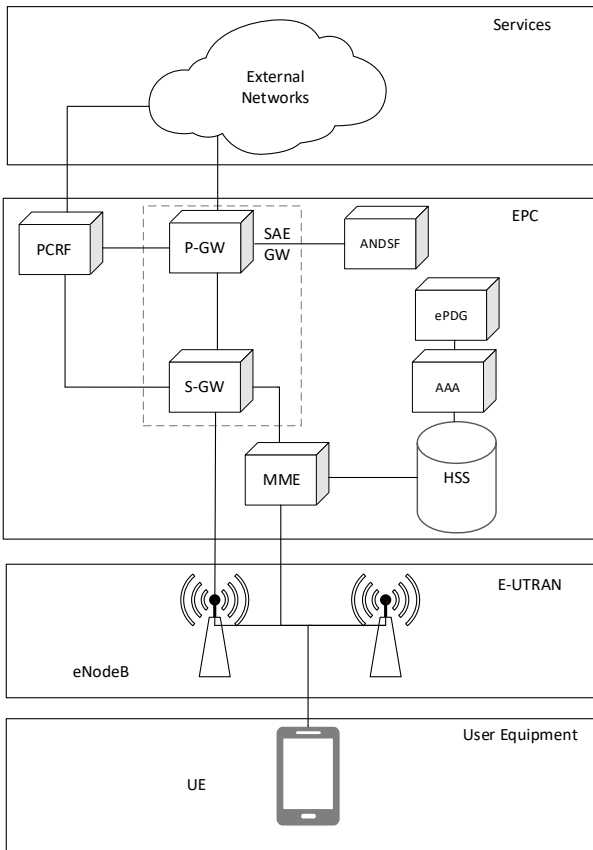 Services
External
Networks
EPC
PCRF
P-GW
SAE
GW
ANDSF
ePDG
S-GW
AAA
MME
HSS
E-UTRAN
eNodeB
User Equipment
UE